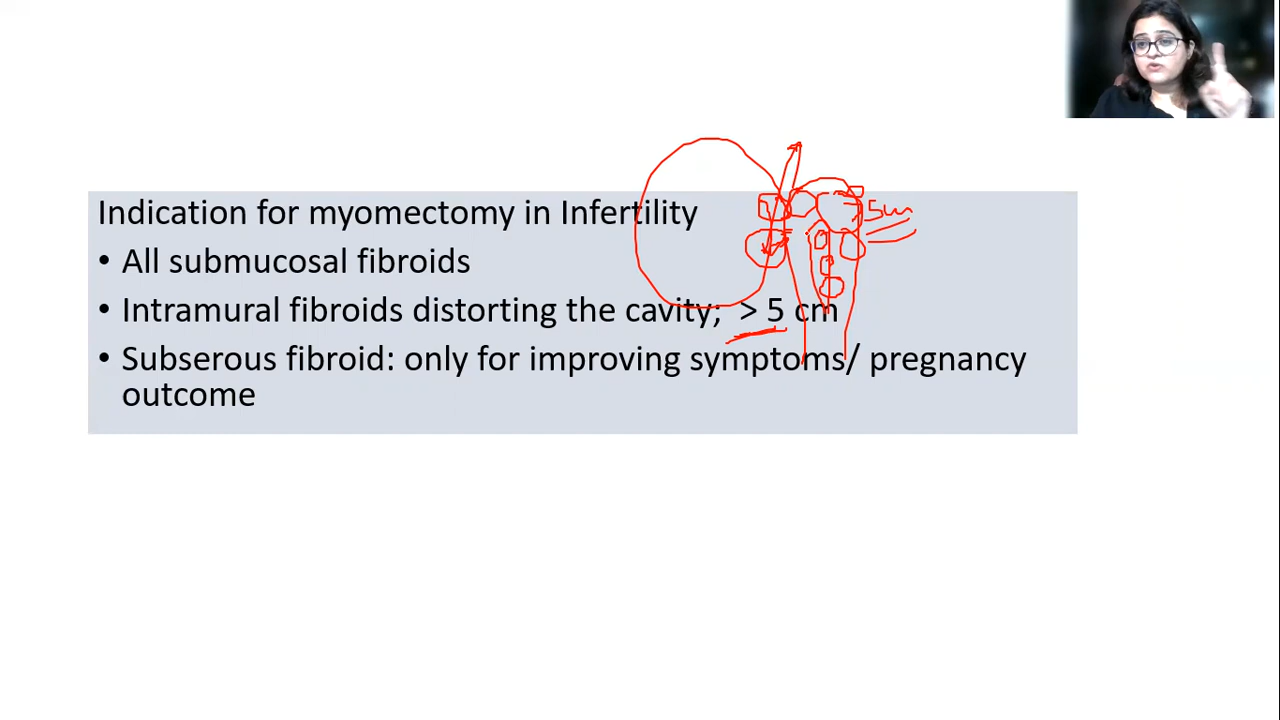 Indication for myomectomy in Infertility
• All submucosal fibroids
• Intramural fibroids distorting the cavity; > 5 cm
• Subserous fibroid: only for improving symptoms/ pregnancy
outcome
5cm